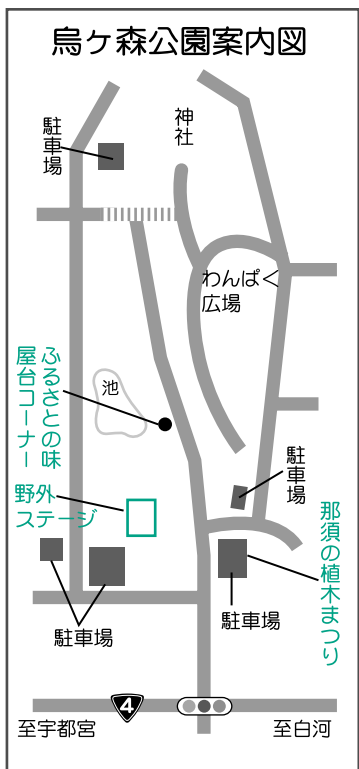 烏ヶ森公園案内図
神社
駐車場
わんぱく
広場
池
ふるさとの味
屋台コーナー
野外
ステージ
駐車場
那須の植木まつり
駐車場
駐車場
4
至宇都宮
至白河